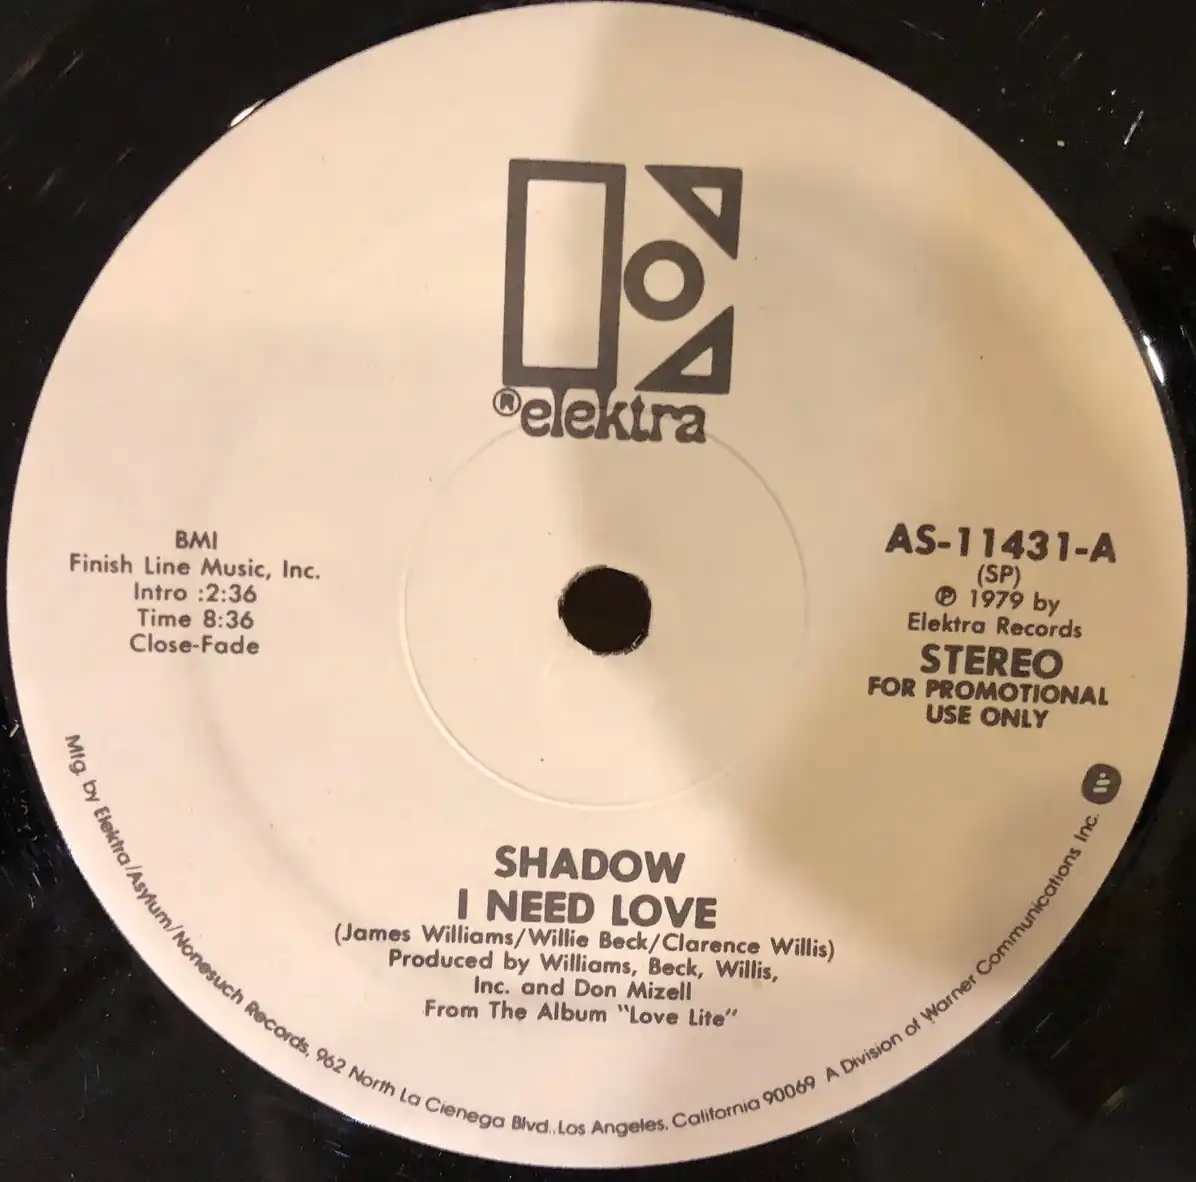 ®elektra
BMI
Finish Line Music, Inc.
Intro :2:36
Time 8:36
Close-Fade
AS-11431-A
(SP)
℗ 1979 by
Elektra Records
STEREO
FOR PROMOTIONAL
USE ONLY
SHADOW
I NEED LOVE
(James Williams/Willie Beck/Clarence Willis)
Produced by Williams, Beck, Willis,
Inc. and Don Mizell
From The Album "Love Lite"
Mfg. by Elektra/Asylum/Nonesuch Records, 962 North La Cienega Blvd., Los Angeles, California 90069 A Division of Warner Communications Inc.